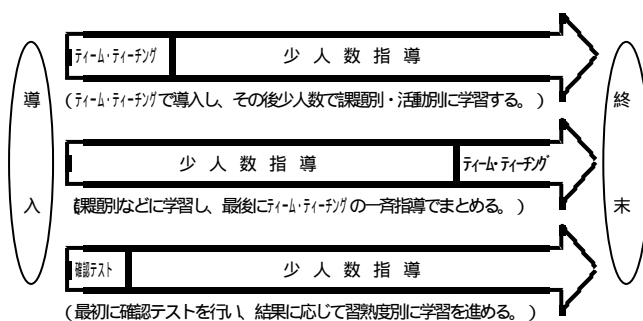 ﾃｨｰﾑ･ﾃｨｰﾁﾝｸﾞ 少人数指導
(ﾃｨｰﾑ･ﾃｨｰﾁﾝｸﾞで導入し、その後少人数で課題別・活動別に学習する。)
導入
少人数指導 ﾃｨｰﾑ･ﾃｨｰﾁﾝｸﾞ
(課題別などに学習し、最後にﾃｨｰﾑ･ﾃｨｰﾁﾝｸﾞの一斉指導でまとめる。)
終末
確認テスト 少人数指導
(最初に確認テストを行い、結果に応じて習熟度別に学習を進める。)